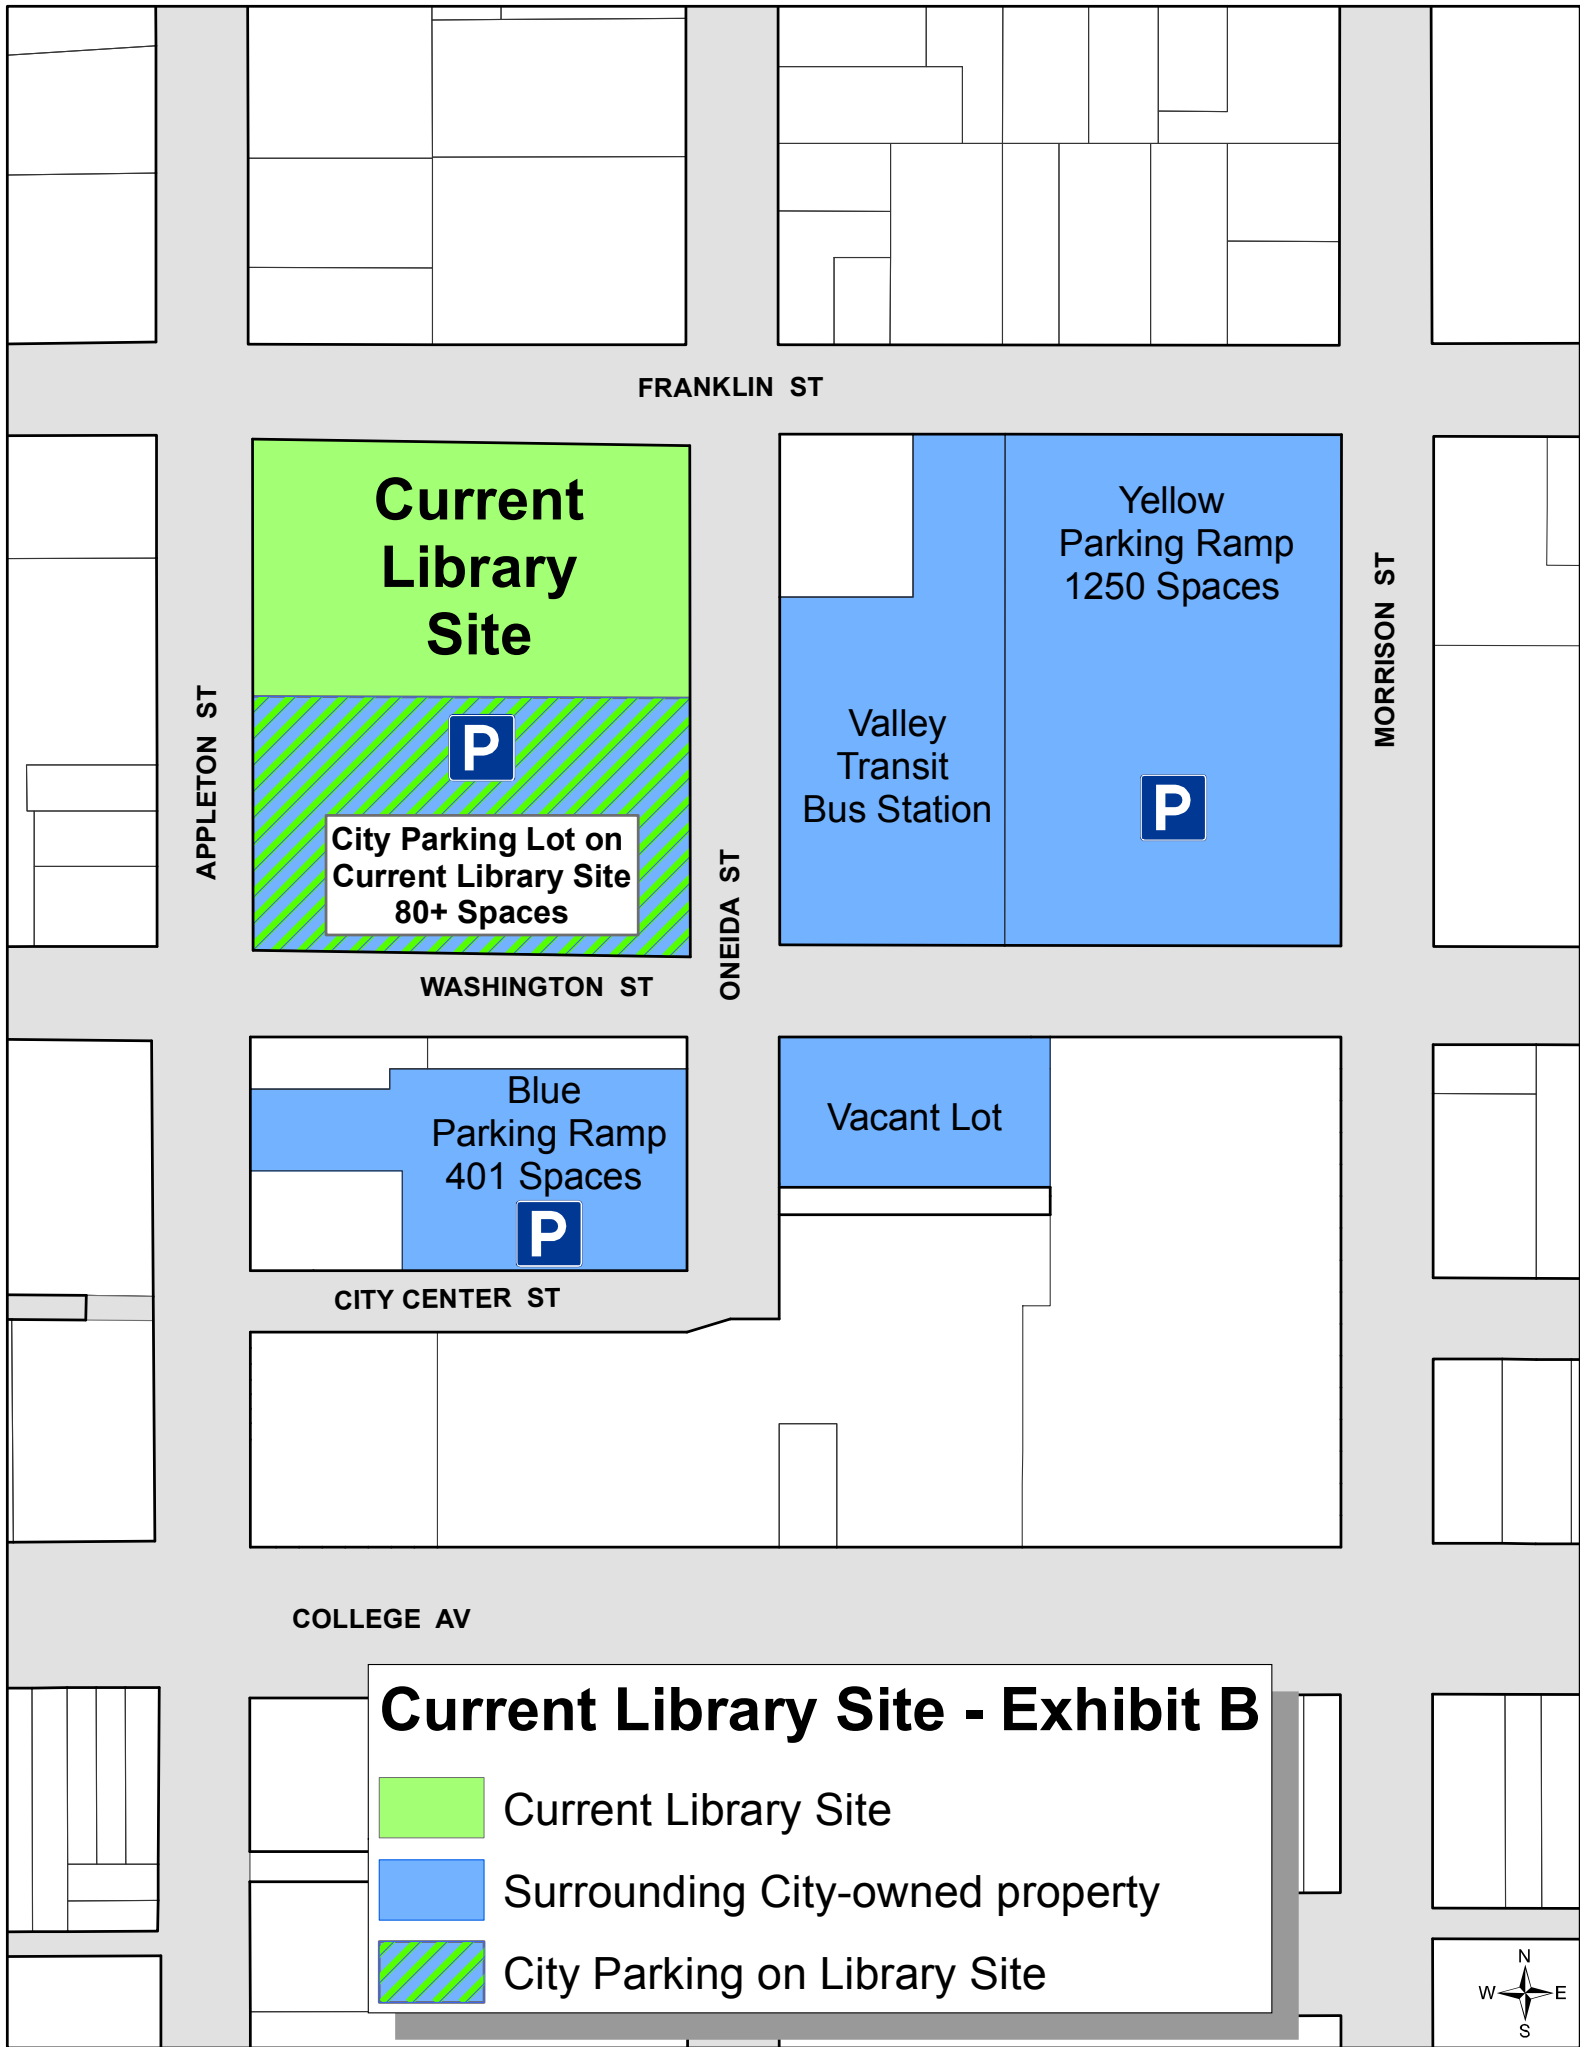 FRANKLIN ST
Current
Library
Site
Yellow
Parking Ramp
1250 Spaces
MORRISON ST
APPLETON ST
P
Valley
Transit
Bus Station
P
City Parking Lot on
Current Library Site
80+ Spaces
ONEIDA ST
WASHINGTON ST
Blue
Parking Ramp
401 Spaces
P
Vacant Lot
CITY CENTER ST
COLLEGE AV
Current Library Site - Exhibit B
Current Library Site
Surrounding City-owned property
City Parking on Library Site
N
W E
S